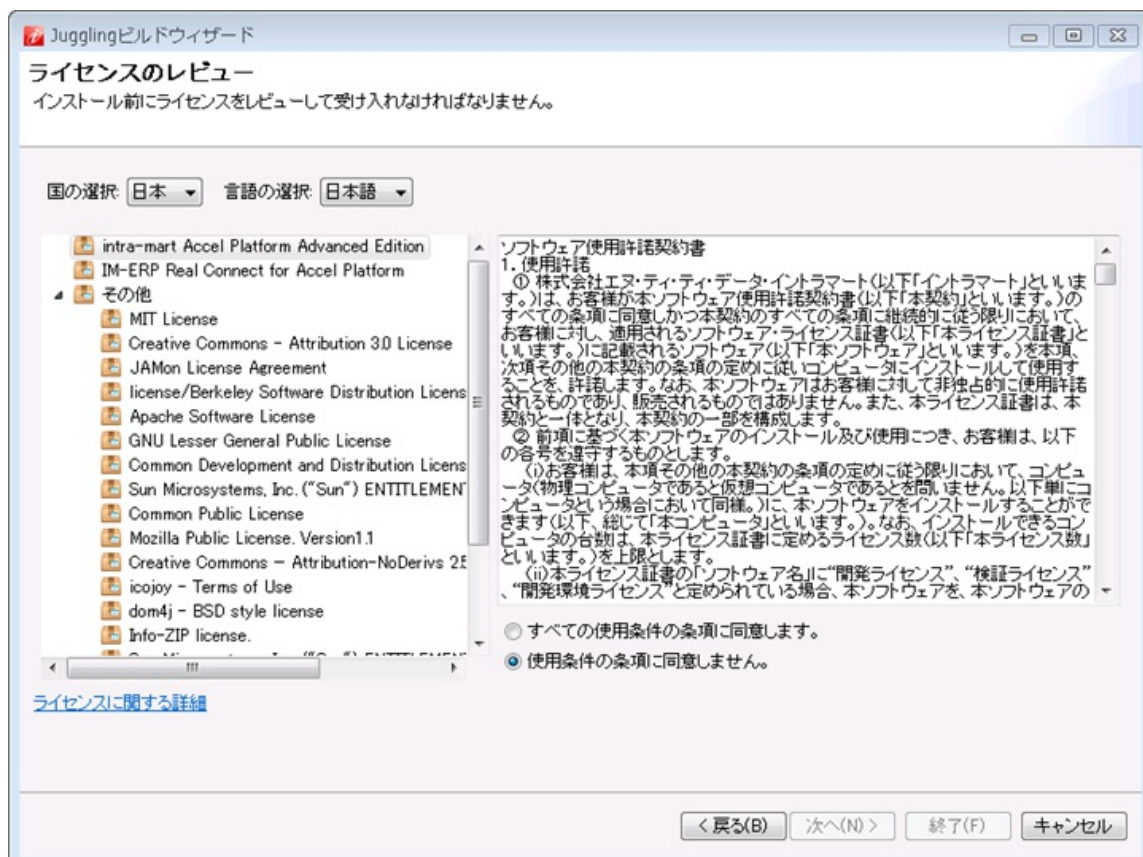 Jugglingビルドウィザード
ライセンスのレビュー
インストール前にライセンスをレビューして受け入れなければなりません。
国の選択: 日本 言語の選択: 日本語
intra-mart Accel Platform Advanced Edition
IM-ERP Real Connect for Accel Platform
その他
MIT License
Creative Commons - Attribution 3.0 License
JAMon License Agreement
license/Berkeley Software Distribution Licens
Apache Software License
GNU Lesser General Public License
Common Development and Distribution Licens
Sun Microsystems, Inc. ("Sun") ENTITLEMEN
Common Public License
Mozilla Public License. Version1.1
Creative Commons — Attribution-NoDerivs 2.5
icojoy - Terms of Use
dom4j - BSD style license
Info-ZIP license.
ソフトウェア使用許諾契約書
1. 使用許諾
① 株式会社エヌ・ティ・ティ・データ・イントラマート(以下「イントラマート」といいま
す。)は、お客様が本ソフトウェア使用許諾契約書(以下「本契約」といいます。)の
すべての条項に同意しかつ本契約のすべての条項に継続的に従う限りにおいて、
お客様に対し、適用されるソフトウェア・ライセンス証書(以下「本ライセンス証書」と
いいます。)に記載されるソフトウェア(以下「本ソフトウェア」といいます。)を本項、
次項その他の本契約の条項の定めに従いコンピュータにインストールして使用す
ることを、許諾します。なお、本ソフトウェアはお客様に対して非独占的に使用許諾
されるものであり、販売されるものではありません。また、本ライセンス証書は、本
契約と一体となり、本契約の一部を構成します。
② 前項に基づく本ソフトウェアのインストール及び使用につき、お客様は、以下
の各号を遵守するものとします。
(i)お客様は、本項その他の本契約の条項の定めに従う限りにおいて、コンピュ
ータ(物理コンピュータであると仮想コンピュータであるとを問いません。以下単にコ
ンピュータという場合において同様。)に、本ソフトウェアをインストールすることがで
きます(以下、総じて「本コンピュータ」といいます。)。なお、インストールできるコン
ピュータの台数は、本ライセンス証書に定めるライセンス数(以下「本ライセンス数」
といいます。)を上限とします。
(ii)本ライセンス証書の「ソフトウェア名」に“開発ライセンス”、“検証ライセンス”
、“開発環境ライセンス”と定められている場合、本ソフトウェアを、本ソフトウェアの
すべての使用条件の条項に同意します。
使用条件の条項に同意しません。
ライセンスに関する詳細
< 戻る(B) 次へ(N) > 終了(F) キャンセル